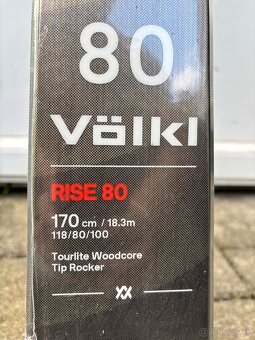 80
Völkl
RISE 80
170 cm / 18.3m
118/80/100
Tourlite Woodcore
Tip Rocker